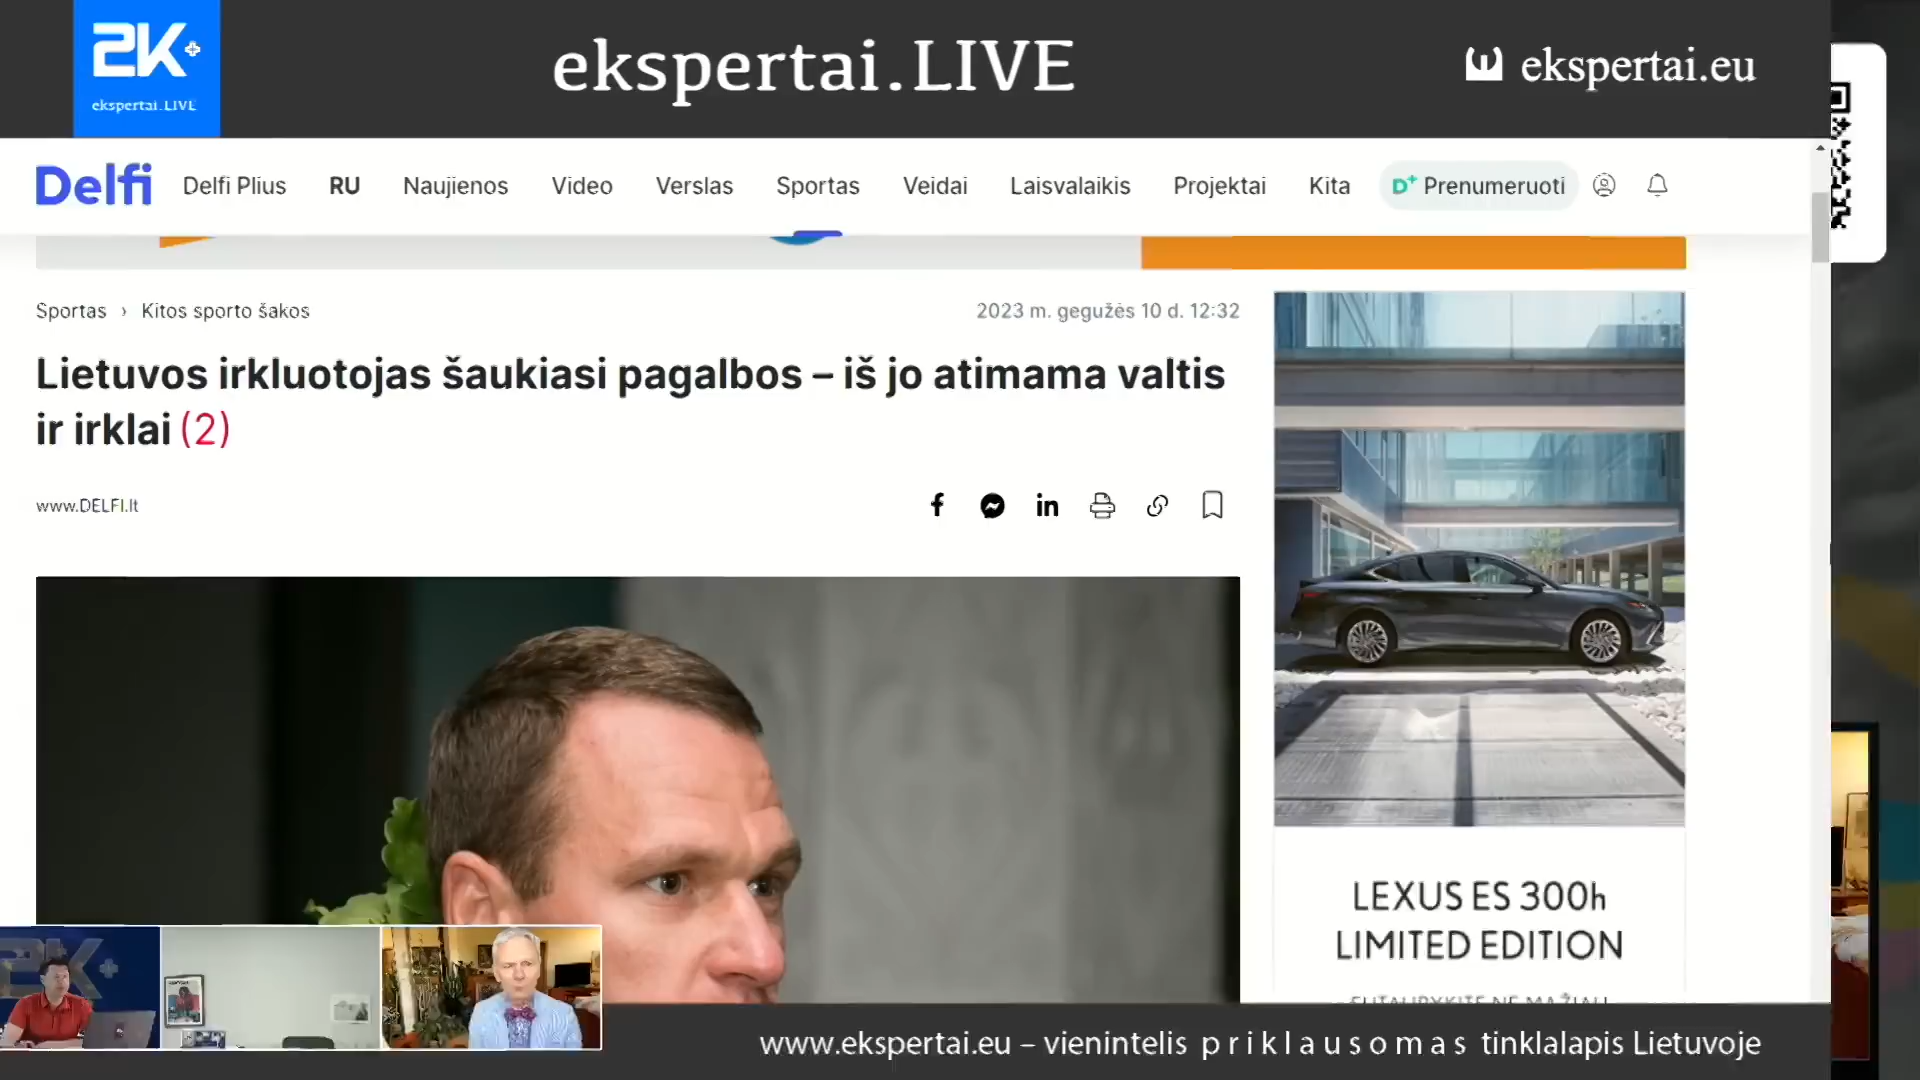 2K+
ekspertai.LIVE
ekspertai.LIVE
ekspertai.eu
Delfi
Delfi Plius
RU
Naujienos
Video
Verslas
Sportas
Veidai
Laisvalaikis
Projektai
Kita
D+ Prenumeruoti
Sportas › Kitos sporto šakos
2023 m. gegužės 10 d. 12:32
Lietuvos irkluotojas šaukiasi pagalbos – iš jo atimama valtis
ir irklai (2)
www.DELFI.lt
LEXUS ES 300h
LIMITED EDITION
2K+
www.ekspertai.eu – vienintelis priklausomas tinklalapis Lietuvoje